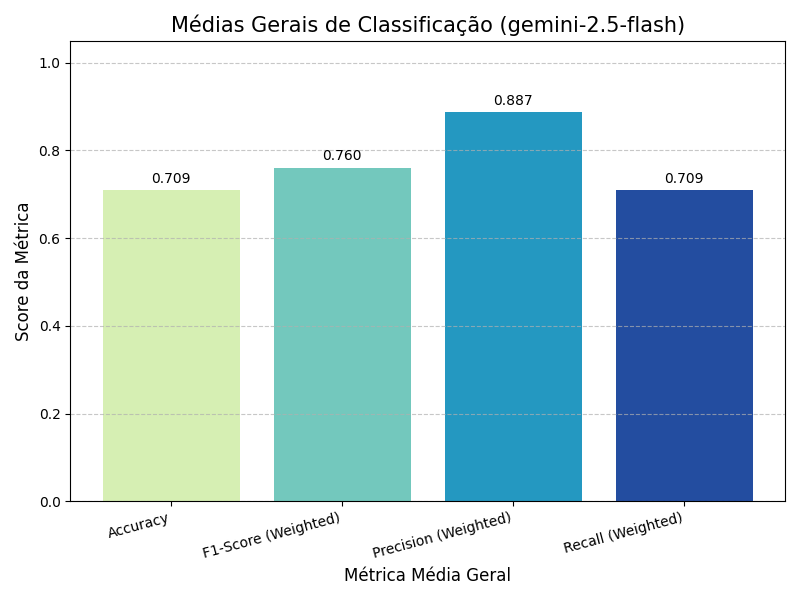 Médias Gerais de Classificação (gemini-2.5-flash)
Score da Métrica
1.0
0.8
0.6
0.4
0.2
0.0
0.709
0.760
0.887
0.709
Accuracy
F1-Score (Weighted)
Precision (Weighted)
Recall (Weighted)
Métrica Média Geral